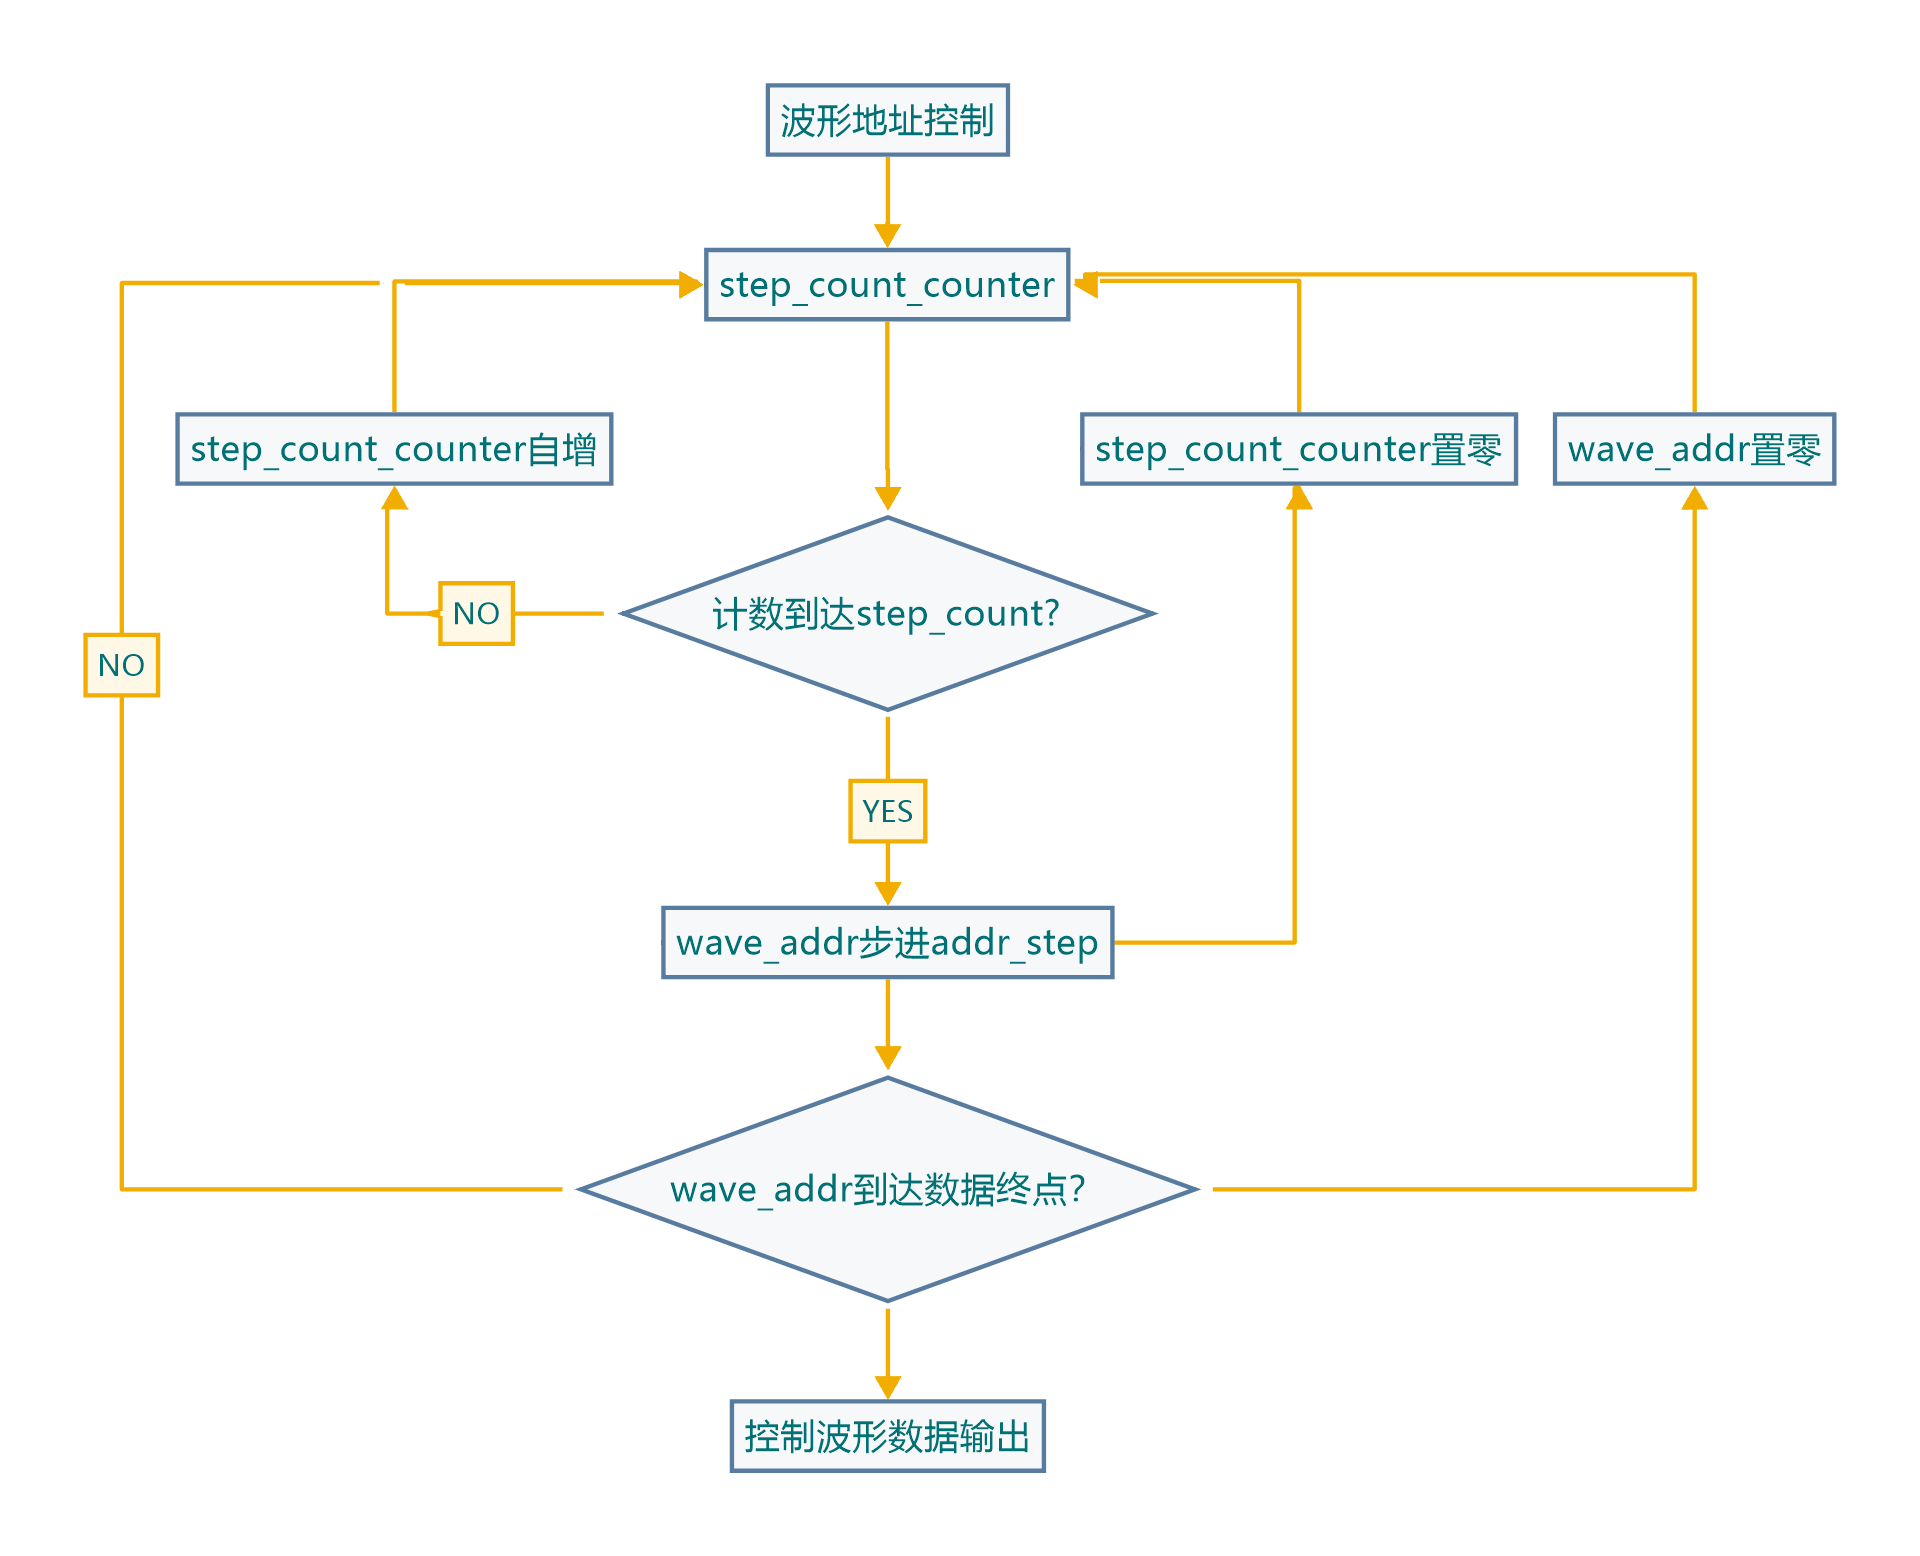 波形地址控制
step_count_counter
step_count_counter自增
step_count_counter置零
wave_addr置零
计数到达step_count?
NO
NO
YES
wave_addr步进addr_step
wave_addr到达数据终点?
控制波形数据输出